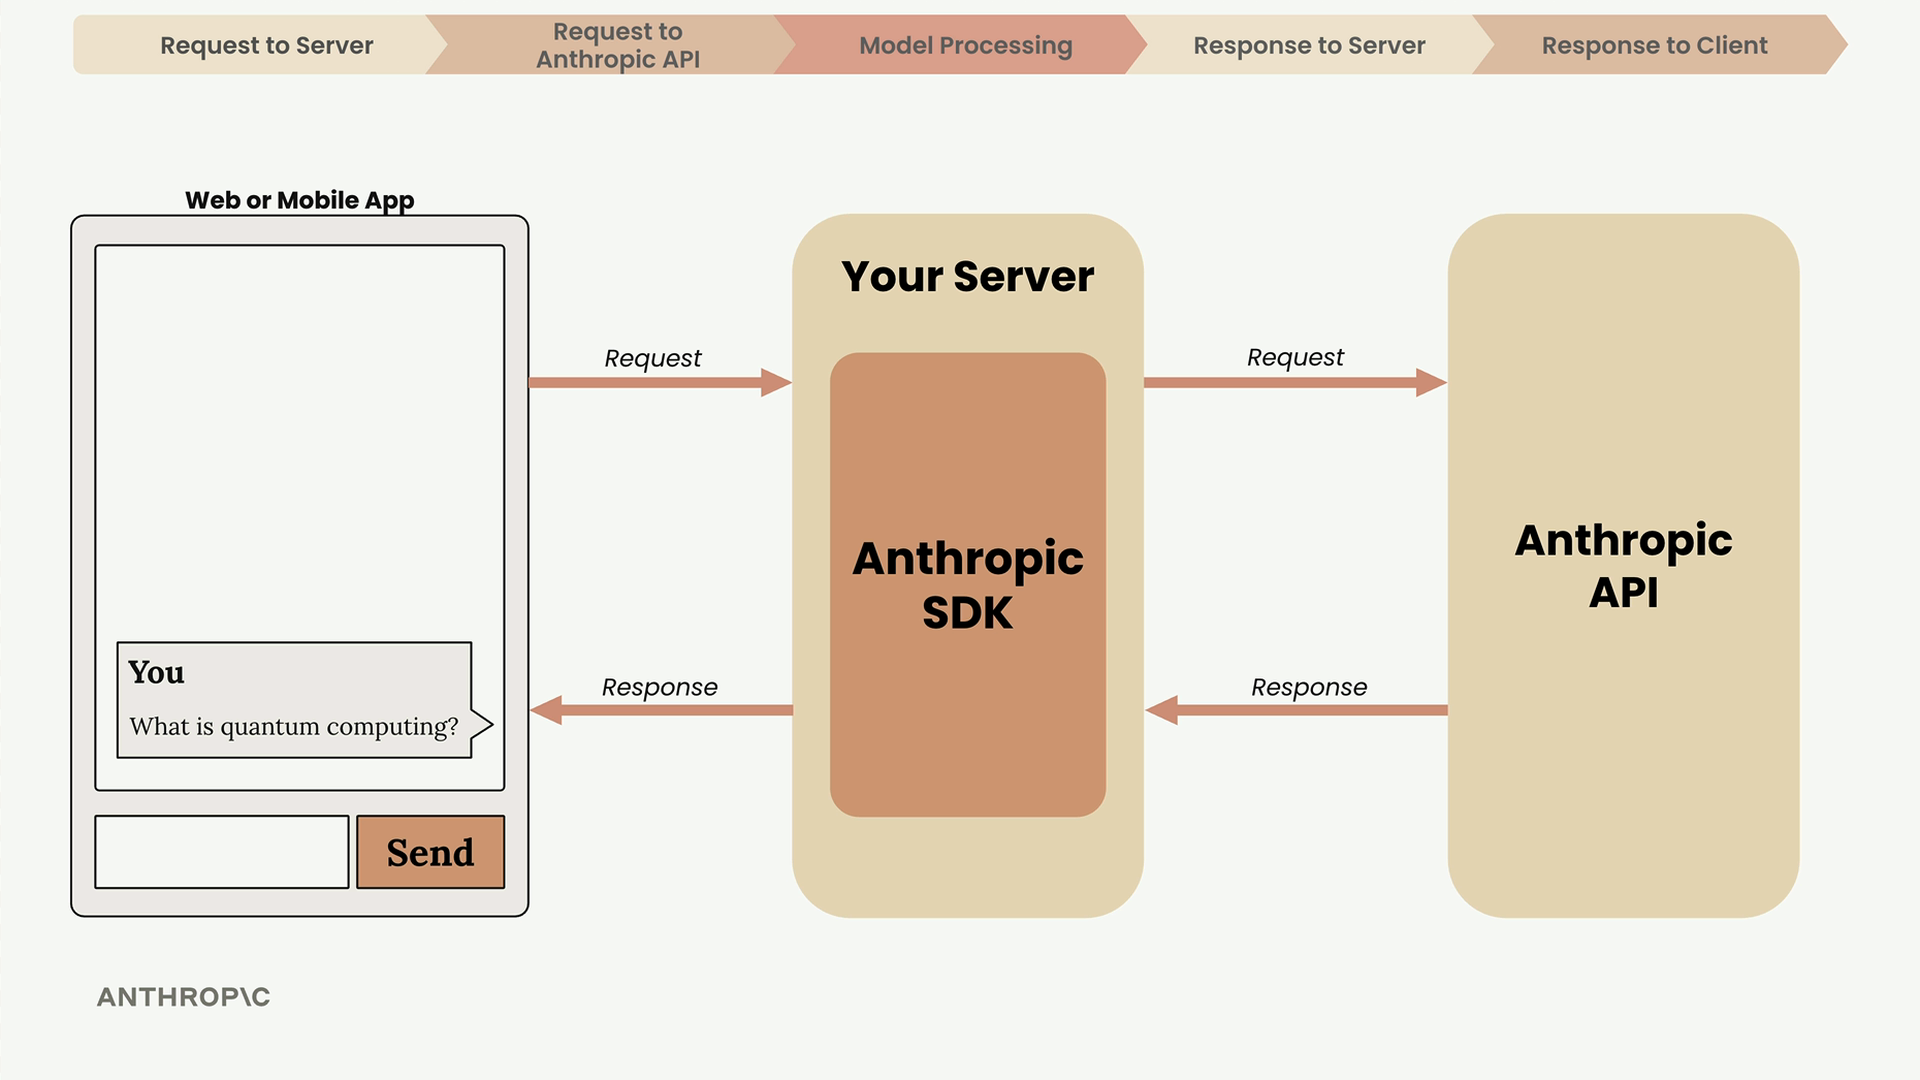 Request to Server
Request to
Anthropic API
Model Processing
Response to Server
Response to Client
Web or Mobile App
You
What is quantum computing?
Send
Request
Response
Your Server
Anthropic
SDK
Request
Response
Anthropic
API
ANTHROP\C